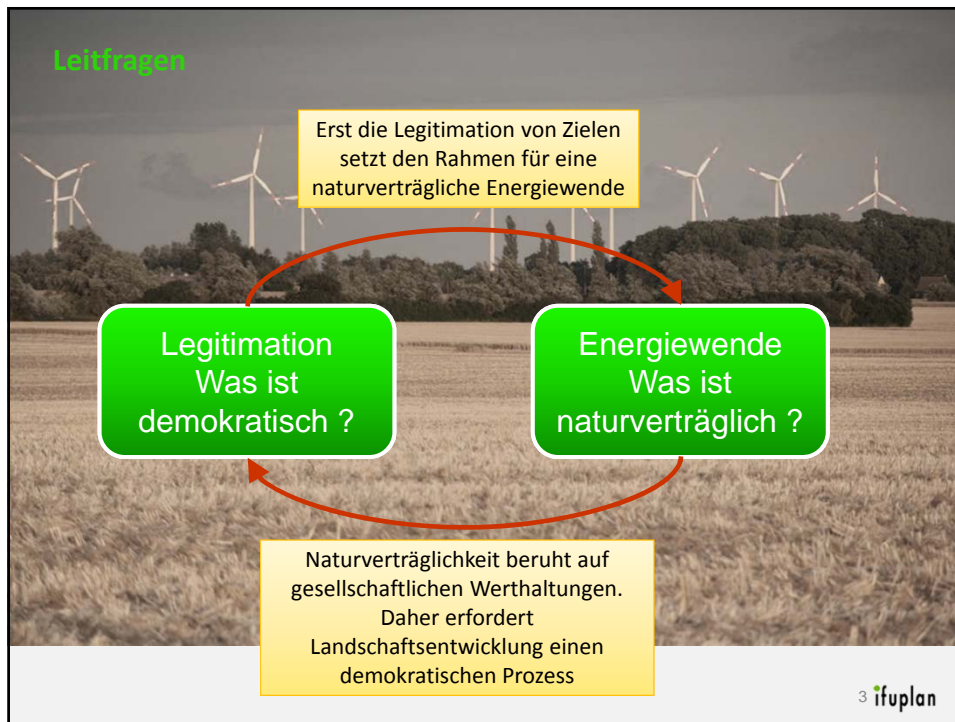 Leitfragen
Erst die Legitimation von Zielen
setzt den Rahmen für eine
naturverträgliche Energiewende
Legitimation
Was ist
demokratisch ?
Energiewende
Was ist
naturverträglich ?
Naturverträglichkeit beruht auf
gesellschaftlichen Werthaltungen.
Daher erfordert
Landschaftsentwicklung einen
demokratischen Prozess
3 ifuplan